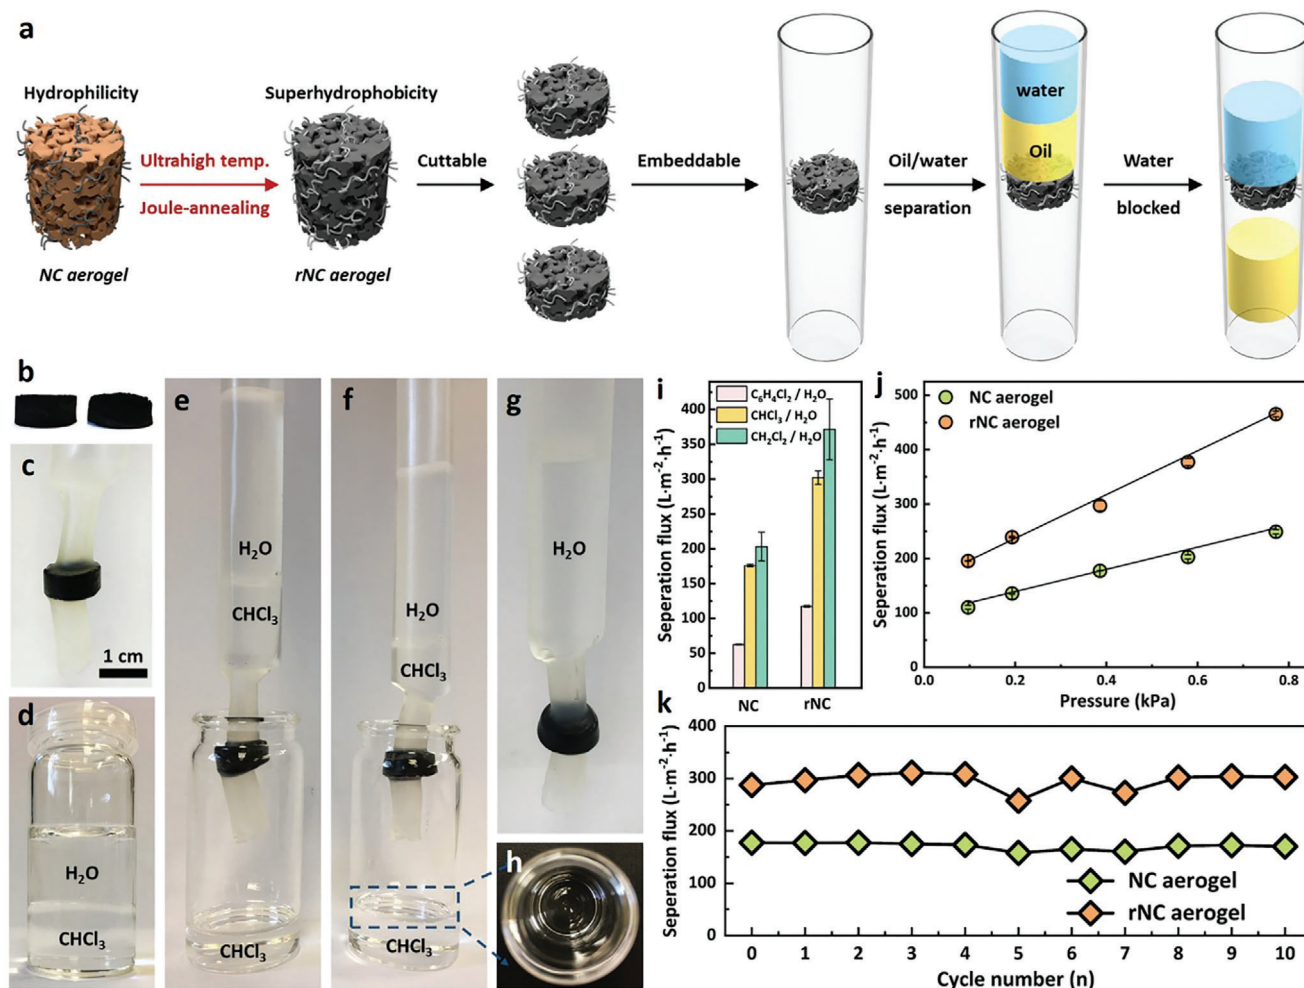 a
Hydrophilicity
Superhydrophobicity
Ultrahigh temp.
Joule-annealing
NC aerogel
rNC aerogel
Cuttable
Embeddable
Oil/water
separation
water
Oil
Water
blocked
b
c
1 cm
d
H₂O
CHCl₃
e
H₂O
CHCl₃
CHCl₃
f
H₂O
CHCl₃
CHCl₃
g
H₂O
h
i
C₆H₄Cl₂ / H₂O
CHCl₃ / H₂O
CH₂Cl₂ / H₂O
Seperation flux (L·m⁻²·h⁻¹)
400
350
300
250
200
150
100
50
0
NC
rNC
j
NC aerogel
rNC aerogel
Seperation flux (L·m⁻²·h⁻¹)
500
400
300
200
100
0
0.0
0.2
0.4
0.6
0.8
Pressure (kPa)
k
Seperation flux (L·m⁻²·h⁻¹)
400
300
200
100
0
NC aerogel
rNC aerogel
0 1 2 3 4 5 6 7 8 9 10
Cycle number (n)